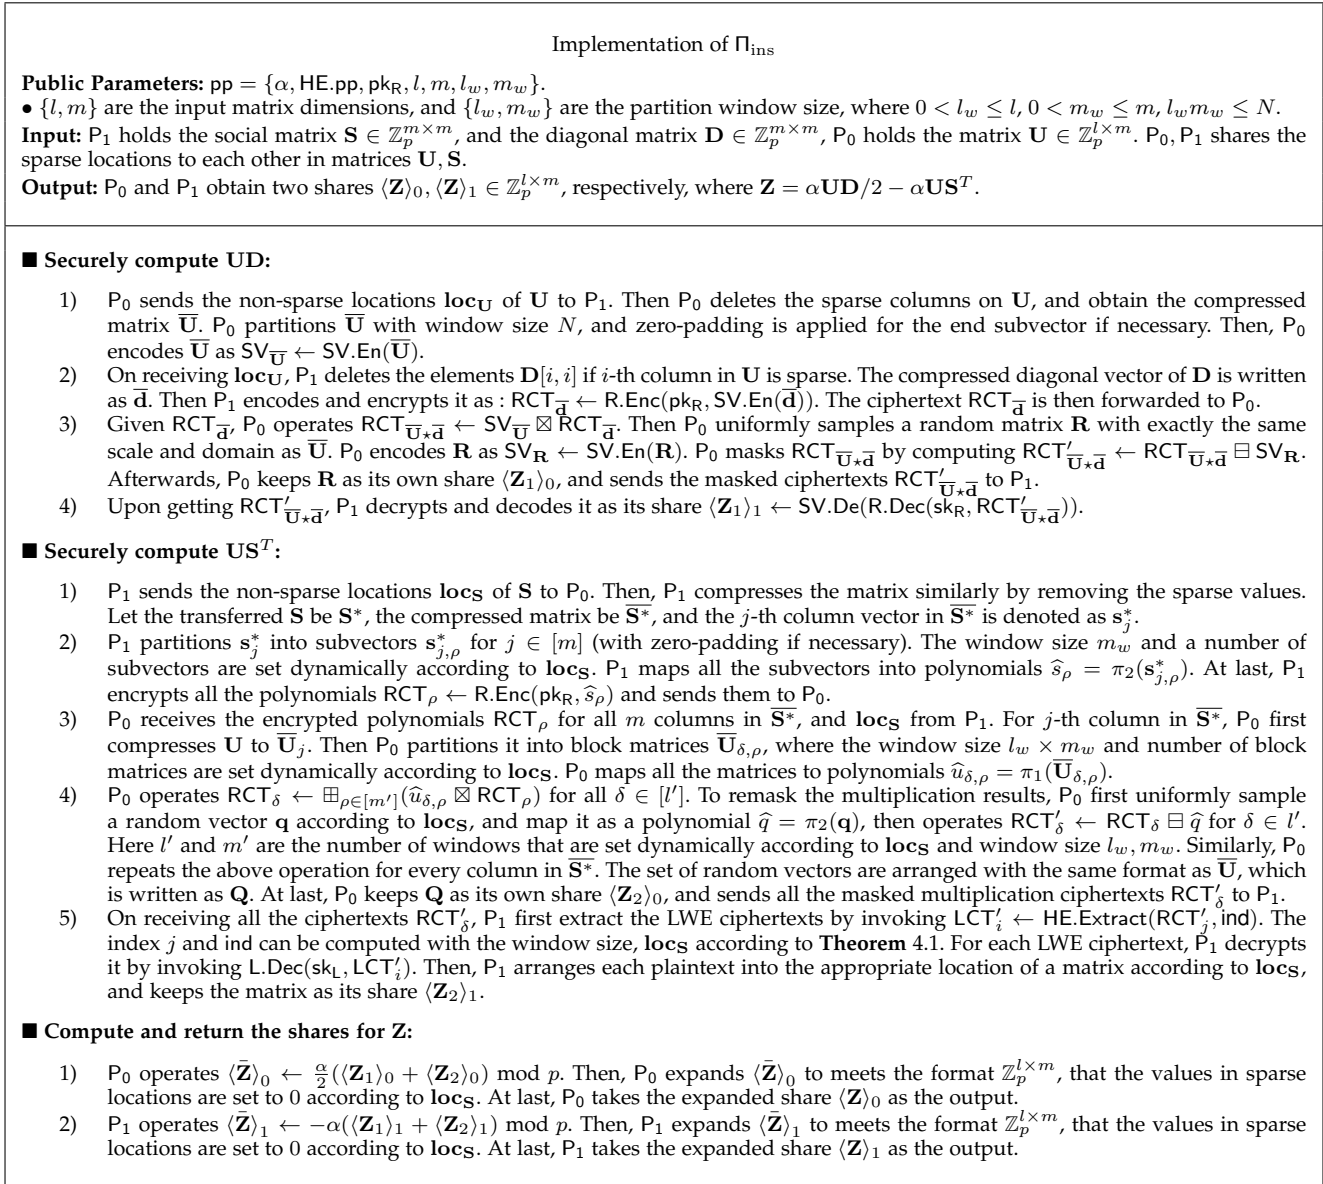 Implementation of Π_ins
Public Parameters: pp = {α, HE.pp, pk_R, l, m, l_w, m_w}.
• {l, m} are the input matrix dimensions, and {l_w, m_w} are the partition window size, where 0 < l_w ≤ l, 0 < m_w ≤ m, l_w m_w ≤ N.
Input: P_1 holds the social matrix S ∈ ℤ_p^{m×m}, and the diagonal matrix D ∈ ℤ_p^{m×m}, P_0 holds the matrix U ∈ ℤ_p^{l×m}. P_0, P_1 shares the
sparse locations to each other in matrices U, S.
Output: P_0 and P_1 obtain two shares ⟨Z⟩_0, ⟨Z⟩_1 ∈ ℤ_p^{l×m}, respectively, where Z = αUD/2 − αUS^T.
■ Securely compute UD:
1) P_0 sends the non-sparse locations loc_U of U to P_1. Then P_0 deletes the sparse columns on U, and obtain the compressed
matrix U̅. P_0 partitions U̅ with window size N, and zero-padding is applied for the end subvector if necessary. Then, P_0
encodes U̅ as SV_U̅ ← SV.En(U̅).
2) On receiving loc_U, P_1 deletes the elements D[i, i] if i-th column in U is sparse. The compressed diagonal vector of D is written
as d̅. Then P_1 encodes and encrypts it as : RCT_d̅ ← R.Enc(pk_R, SV.En(d̅)). The ciphertext RCT_d̅ is then forwarded to P_0.
3) Given RCT_d̅, P_0 operates RCT_{U̅⋆d̅} ← SV_U̅ ⊠ RCT_d̅. Then P_0 uniformly samples a random matrix R with exactly the same
scale and domain as U̅. P_0 encodes R as SV_R ← SV.En(R). P_0 masks RCT_{U̅⋆d̅} by computing RCT′_{U̅⋆d̅} ← RCT_{U̅⋆d̅} ⊟ SV_R.
Afterwards, P_0 keeps R as its own share ⟨Z_1⟩_0, and sends the masked ciphertexts RCT′_{U̅⋆d̅} to P_1.
4) Upon getting RCT′_{U̅⋆d̅}, P_1 decrypts and decodes it as its share ⟨Z_1⟩_1 ← SV.De(R.Dec(sk_R, RCT′_{U̅⋆d̅})).
■ Securely compute US^T:
1) P_1 sends the non-sparse locations loc_S of S to P_0. Then, P_1 compresses the matrix similarly by removing the sparse values.
Let the transferred S be S*, the compressed matrix be \overline{S*}, and the j-th column vector in \overline{S*} is denoted as s*_j.
2) P_1 partitions s*_j into subvectors s*_{j,ρ} for j ∈ [m] (with zero-padding if necessary). The window size m_w and a number of
subvectors are set dynamically according to loc_S. P_1 maps all the subvectors into polynomials ŝ_ρ = π_2(s*_{j,ρ}). At last, P_1
encrypts all the polynomials RCT_ρ ← R.Enc(pk_R, ŝ_ρ) and sends them to P_0.
3) P_0 receives the encrypted polynomials RCT_ρ for all m columns in \overline{S*}, and loc_S from P_1. For j-th column in \overline{S*}, P_0 first
compresses U to U̅_j. Then P_0 partitions it into block matrices U̅_{δ,ρ}, where the window size l_w × m_w and number of block
matrices are set dynamically according to loc_S. P_0 maps all the matrices to polynomials û_{δ,ρ} = π_1(U̅_{δ,ρ}).
4) P_0 operates RCT_δ ← ⊞_{ρ∈[m′]}(û_{δ,ρ} ⊠ RCT_ρ) for all δ ∈ [l′]. To remask the multiplication results, P_0 first uniformly sample
a random vector q according to loc_S, and map it as a polynomial q̂ = π_2(q), then operates RCT′_δ ← RCT_δ ⊟ q̂ for δ ∈ l′.
Here l′ and m′ are the number of windows that are set dynamically according to loc_S and window size l_w, m_w. Similarly, P_0
repeats the above operation for every column in \overline{S*}. The set of random vectors are arranged with the same format as U̅, which
is written as Q. At last, P_0 keeps Q as its own share ⟨Z_2⟩_0, and sends all the masked multiplication ciphertexts RCT′_δ to P_1.
5) On receiving all the ciphertexts RCT′_δ, P_1 first extract the LWE ciphertexts by invoking LCT′_i ← HE.Extract(RCT′_j, ind). The
index j and ind can be computed with the window size, loc_S according to Theorem 4.1. For each LWE ciphertext, P_1 decrypts
it by invoking L.Dec(sk_L, LCT′_i). Then, P_1 arranges each plaintext into the appropriate location of a matrix according to loc_S,
and keeps the matrix as its share ⟨Z_2⟩_1.
■ Compute and return the shares for Z:
1) P_0 operates ⟨Z̄⟩_0 ← α/2(⟨Z_1⟩_0 + ⟨Z_2⟩_0) mod p. Then, P_0 expands ⟨Z̄⟩_0 to meets the format ℤ_p^{l×m}, that the values in sparse
locations are set to 0 according to loc_S. At last, P_0 takes the expanded share ⟨Z⟩_0 as the output.
2) P_1 operates ⟨Z̄⟩_1 ← −α(⟨Z_1⟩_1 + ⟨Z_2⟩_1) mod p. Then, P_1 expands ⟨Z̄⟩_1 to meets the format ℤ_p^{l×m}, that the values in sparse
locations are set to 0 according to loc_S. At last, P_1 takes the expanded share ⟨Z⟩_1 as the output.